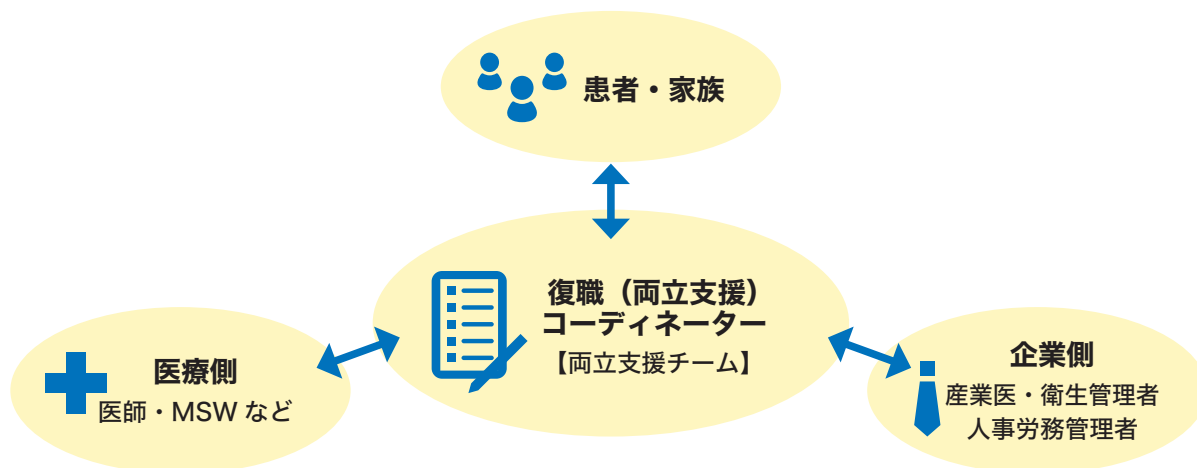 患者・家族
復職（両立支援）
コーディネーター
【両立支援チーム】
医療側
医師・MSW など
企業側
産業医・衛生管理者
人事労務管理者